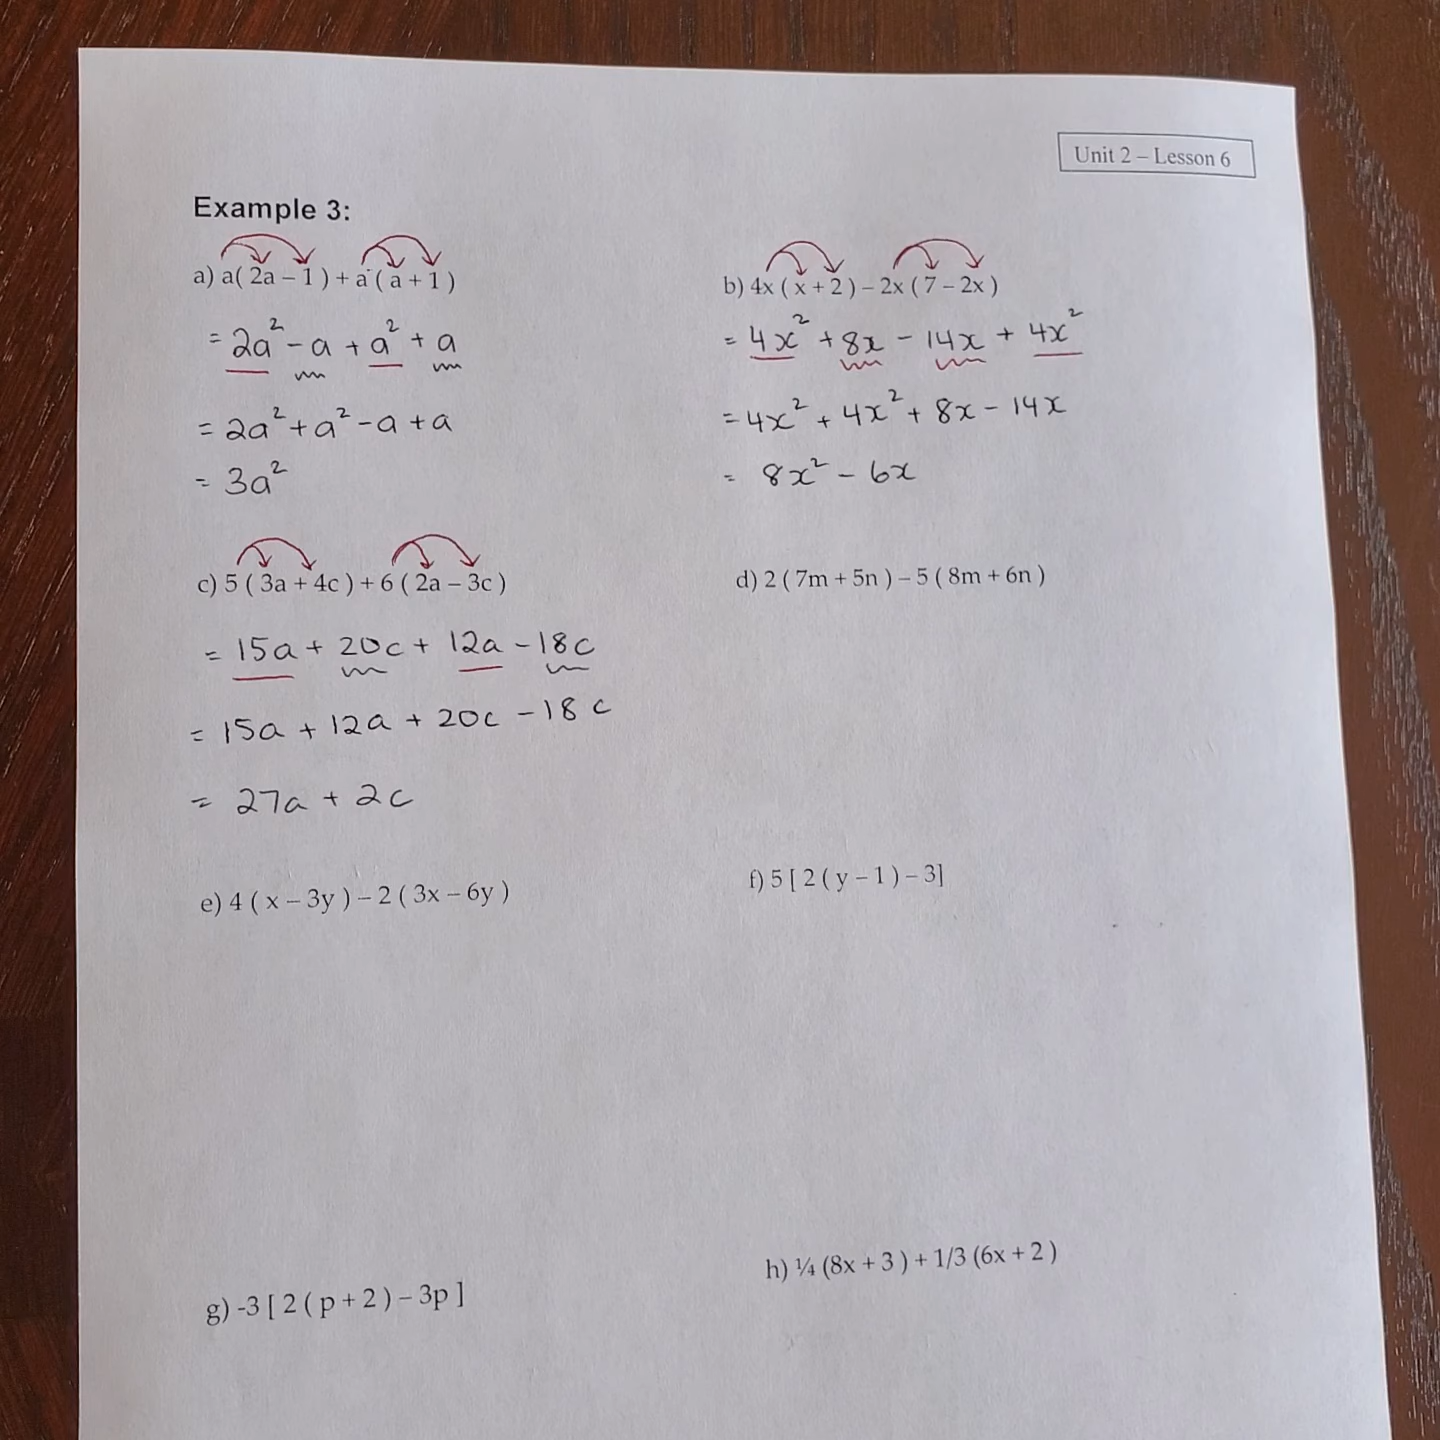 Unit 2 – Lesson 6
Example 3:
a) a( 2a – 1 ) + a ( a + 1 )
= 2a² - a + a² + a
= 2a² + a² - a + a
= 3a²
b) 4x ( x + 2 ) – 2x ( 7 – 2x )
= 4x² + 8x - 14x + 4x²
= 4x² + 4x² + 8x - 14x
= 8x² - 6x
c) 5 ( 3a + 4c ) + 6 ( 2a – 3c )
= 15a + 20c + 12a - 18c
= 15a + 12a + 20c - 18c
= 27a + 2c
d) 2 ( 7m + 5n ) – 5 ( 8m + 6n )
e) 4 ( x – 3y ) – 2 ( 3x – 6y )
f) 5 [ 2 ( y – 1 ) – 3]
g) -3 [ 2 ( p + 2 ) – 3p ]
h) ¼ (8x + 3 ) + 1/3 (6x + 2 )